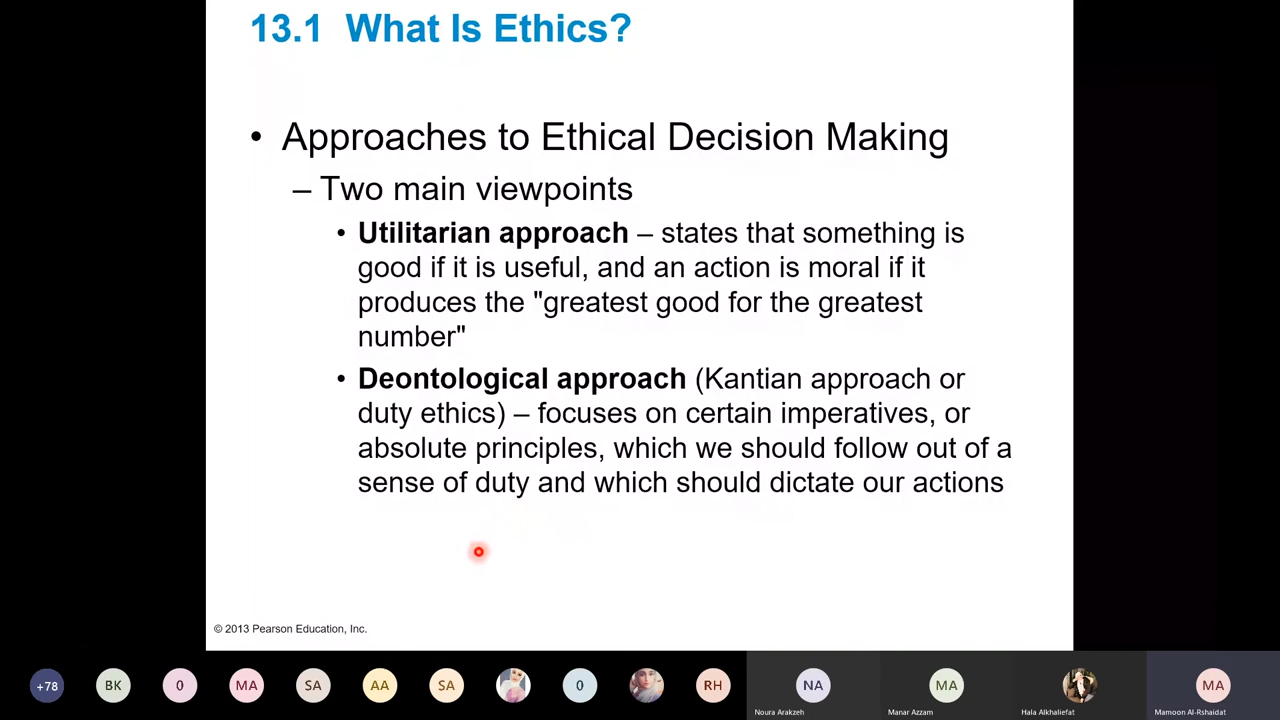 13.1 What Is Ethics?
• Approaches to Ethical Decision Making
– Two main viewpoints
• Utilitarian approach – states that something is
good if it is useful, and an action is moral if it
produces the "greatest good for the greatest
number"
• Deontological approach (Kantian approach or
duty ethics) – focuses on certain imperatives, or
absolute principles, which we should follow out of a
sense of duty and which should dictate our actions
© 2013 Pearson Education, Inc.
+78 BK 0 MA SA AA SA 0 RH NA MA MA
Noura Arakzeh Manar Azzam Hala Alkhaliefat Mamoon Al-Rshaidat